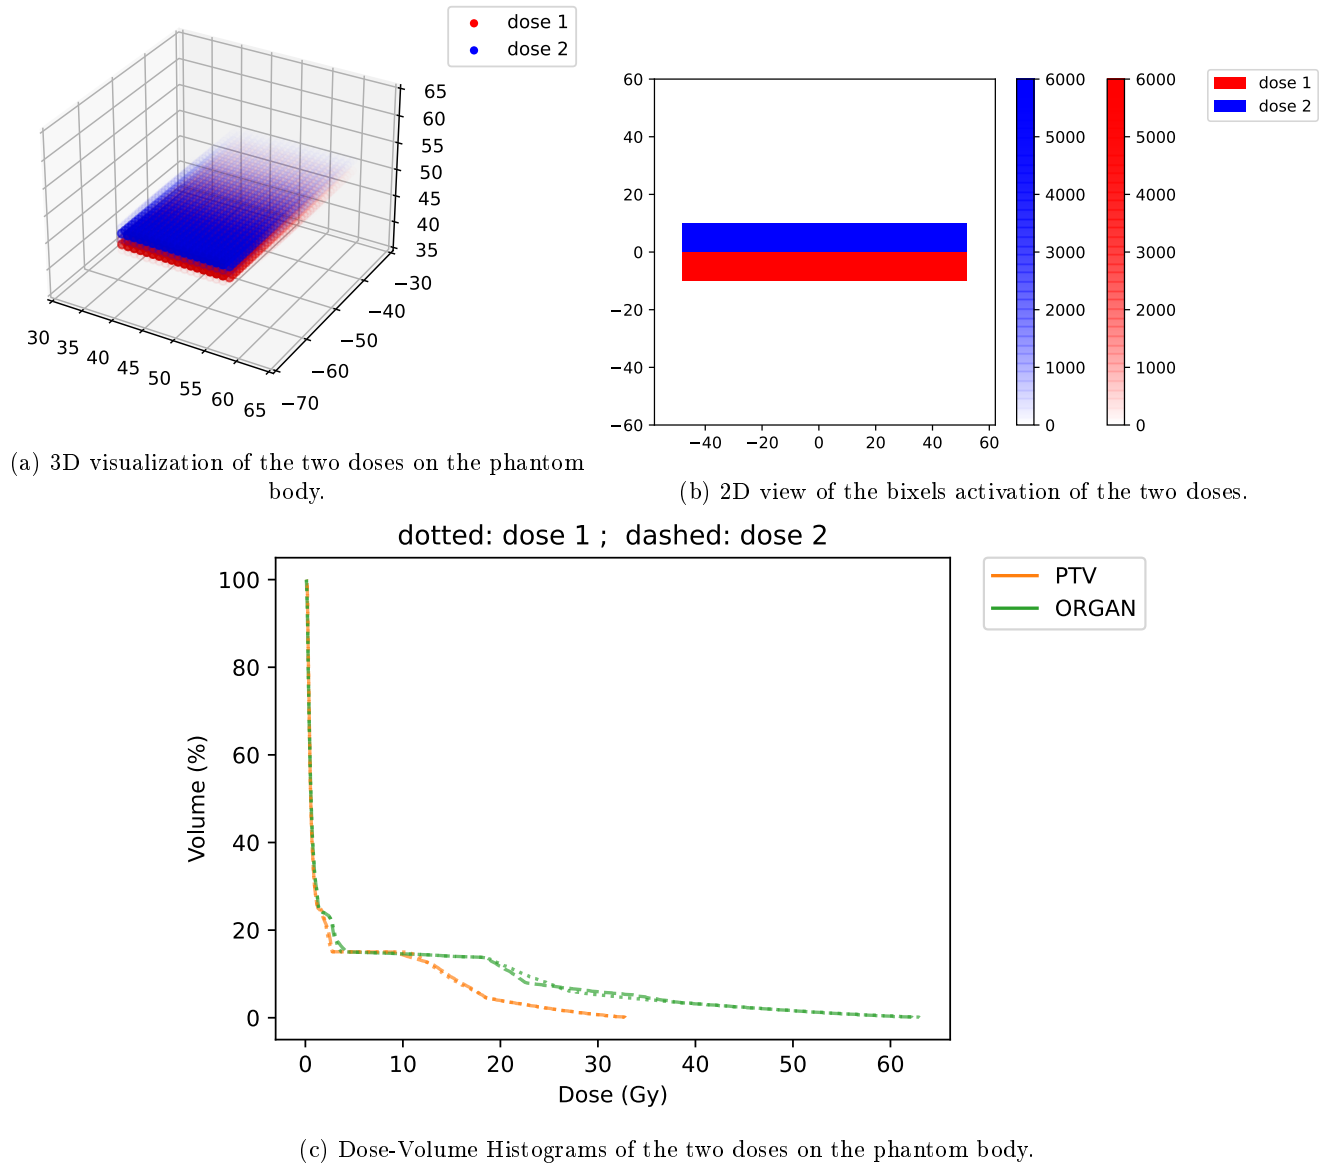 dose 1
dose 2
65
60
55
50
45
40
35
−30
−40
−50
−60
−70
30 35 40 45 50 55 60 65
(a) 3D visualization of the two doses on the phantom
body.
60
40
20
0
−20
−40
−60
−40 −20 0 20 40 60
6000
5000
4000
3000
2000
1000
0
6000
5000
4000
3000
2000
1000
0
dose 1
dose 2
(b) 2D view of the bixels activation of the two doses.
dotted: dose 1 ; dashed: dose 2
PTV
ORGAN
100
80
60
40
20
0
Volume (%)
0 10 20 30 40 50 60
Dose (Gy)
(c) Dose-Volume Histograms of the two doses on the phantom body.